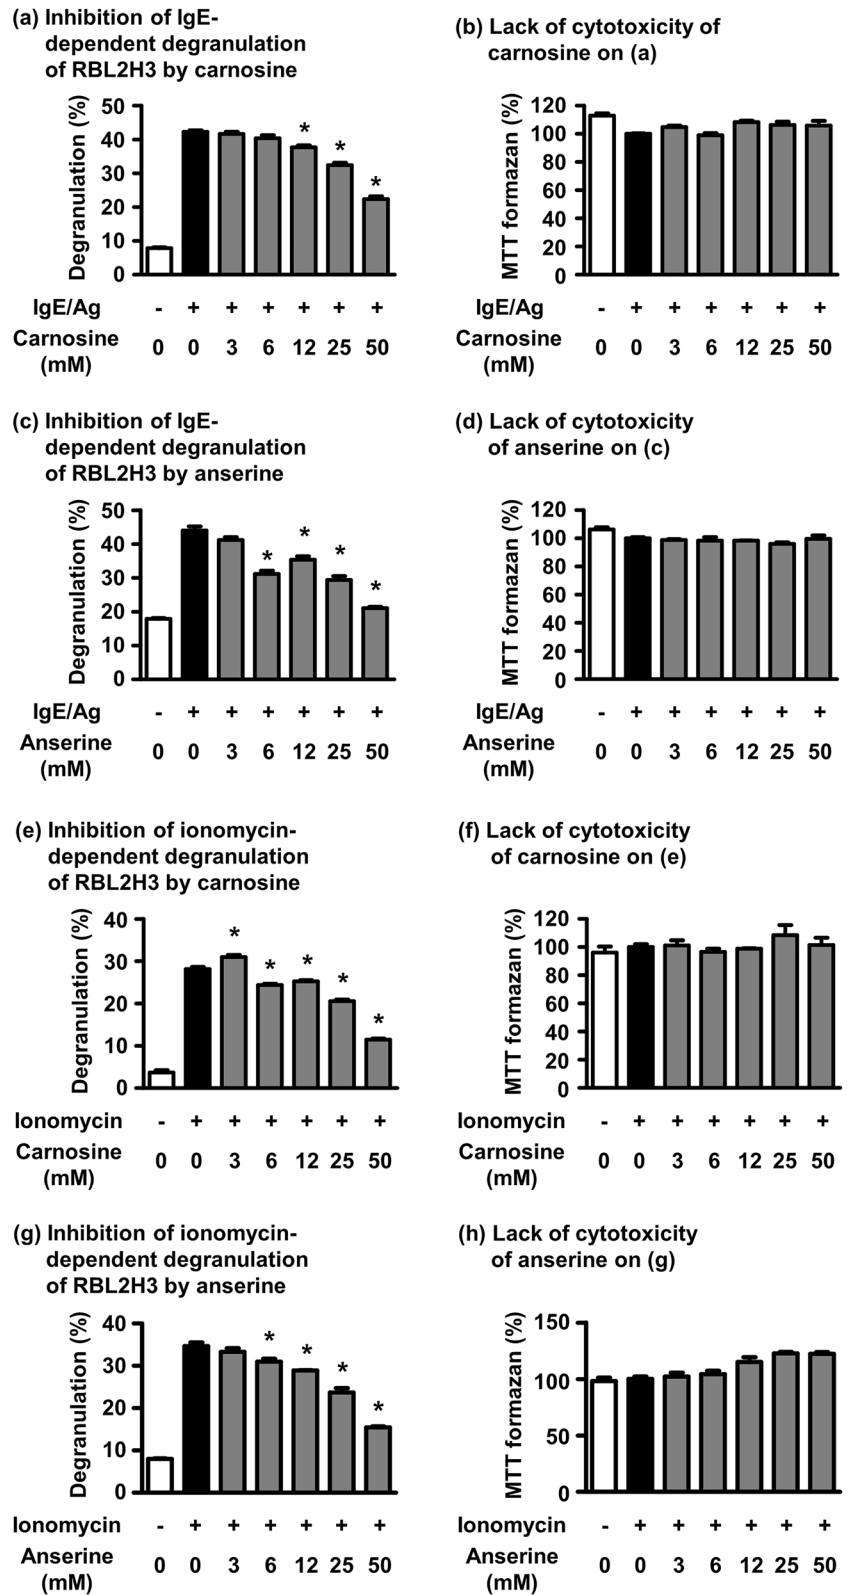 (a) Inhibition of IgE-
dependent degranulation
of RBL2H3 by carnosine
Degranulation (%)
50
40
30
20
10
0
* * *
IgE/Ag - + + + + + +
Carnosine
(mM)
0 0 3 6 12 25 50
(b) Lack of cytotoxicity of
carnosine on (a)
MTT formazan (%)
120
100
80
60
40
20
0
IgE/Ag - + + + + + +
Carnosine
(mM)
0 0 3 6 12 25 50
(c) Inhibition of IgE-
dependent degranulation
of RBL2H3 by anserine
Degranulation (%)
50
40
30
20
10
0
* * * *
IgE/Ag - + + + + + +
Anserine
(mM)
0 0 3 6 12 25 50
(d) Lack of cytotoxicity
of anserine on (c)
MTT formazan (%)
120
100
80
60
40
20
0
IgE/Ag - + + + + + +
Anserine
(mM)
0 0 3 6 12 25 50
(e) Inhibition of ionomycin-
dependent degranulation
of RBL2H3 by carnosine
Degranulation (%)
40
30
20
10
0
* * * * *
Ionomycin - + + + + + +
Carnosine
(mM)
0 0 3 6 12 25 50
(f) Lack of cytotoxicity
of carnosine on (e)
MTT formazan (%)
120
100
80
60
40
20
0
Ionomycin - + + + + + +
Carnosine
(mM)
0 0 3 6 12 25 50
(g) Inhibition of ionomycin-
dependent degranulation
of RBL2H3 by anserine
Degranulation (%)
40
30
20
10
0
* * * *
Ionomycin - + + + + + +
Anserine
(mM)
0 0 3 6 12 25 50
(h) Lack of cytotoxicity
of anserine on (g)
MTT formazan (%)
150
100
50
0
Ionomycin - + + + + + +
Anserine
(mM)
0 0 3 6 12 25 50